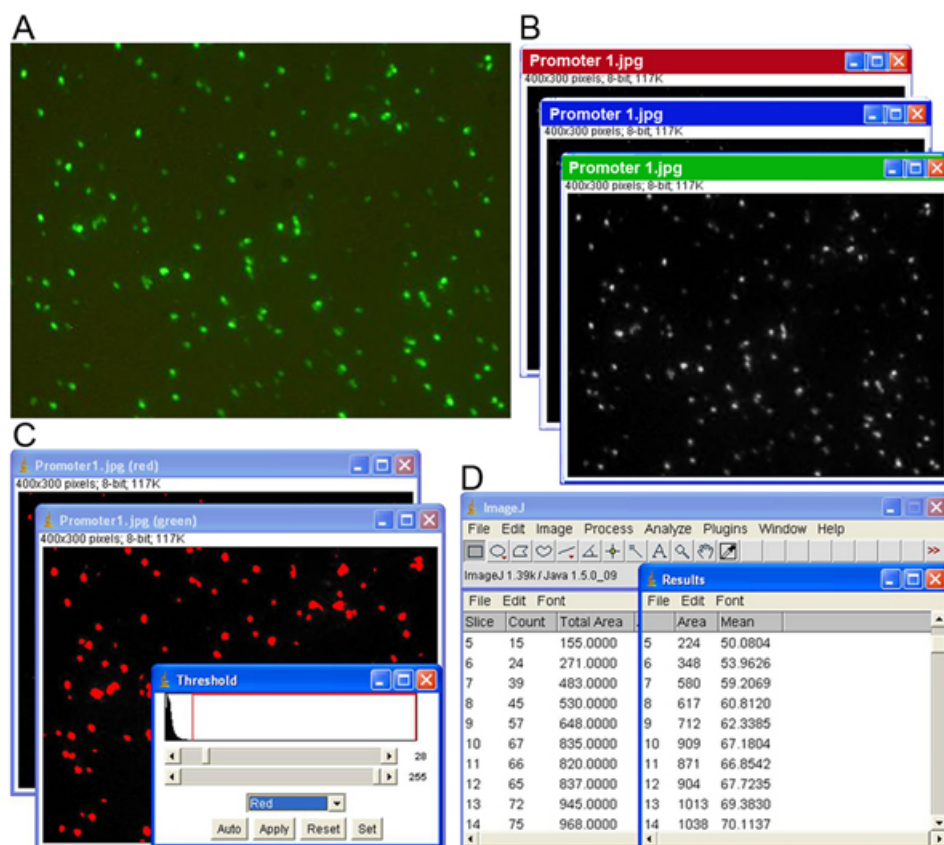 A
B
Promoter 1.jpg
400x300 pixels; 8-bit; 117K
Promoter 1.jpg
400x300 pixels; 8-bit; 117K
Promoter 1.jpg
400x300 pixels; 8-bit; 117K
C
Promoter1.jpg (red)
400x300 pixels; 8-bit; 117K
Promoter1.jpg (green)
400x300 pixels; 8-bit; 117K
Threshold
28
255
Red
Auto Apply Reset Set
D
ImageJ
File Edit Image Process Analyze Plugins Window Help
A >>
ImageJ 1.39k / Java 1.5.0_09
File Edit Font
Slice Count Total Area
5 15 155.0000
6 24 271.0000
7 39 483.0000
8 45 530.0000
9 57 648.0000
10 67 835.0000
11 66 820.0000
12 65 837.0000
13 72 945.0000
14 75 968.0000
Results
File Edit Font
Area Mean
5 224 50.0804
6 348 53.9626
7 580 59.2069
8 617 60.8120
9 712 62.3385
10 909 67.1804
11 871 66.8542
12 904 67.7235
13 1013 69.3830
14 1038 70.1137